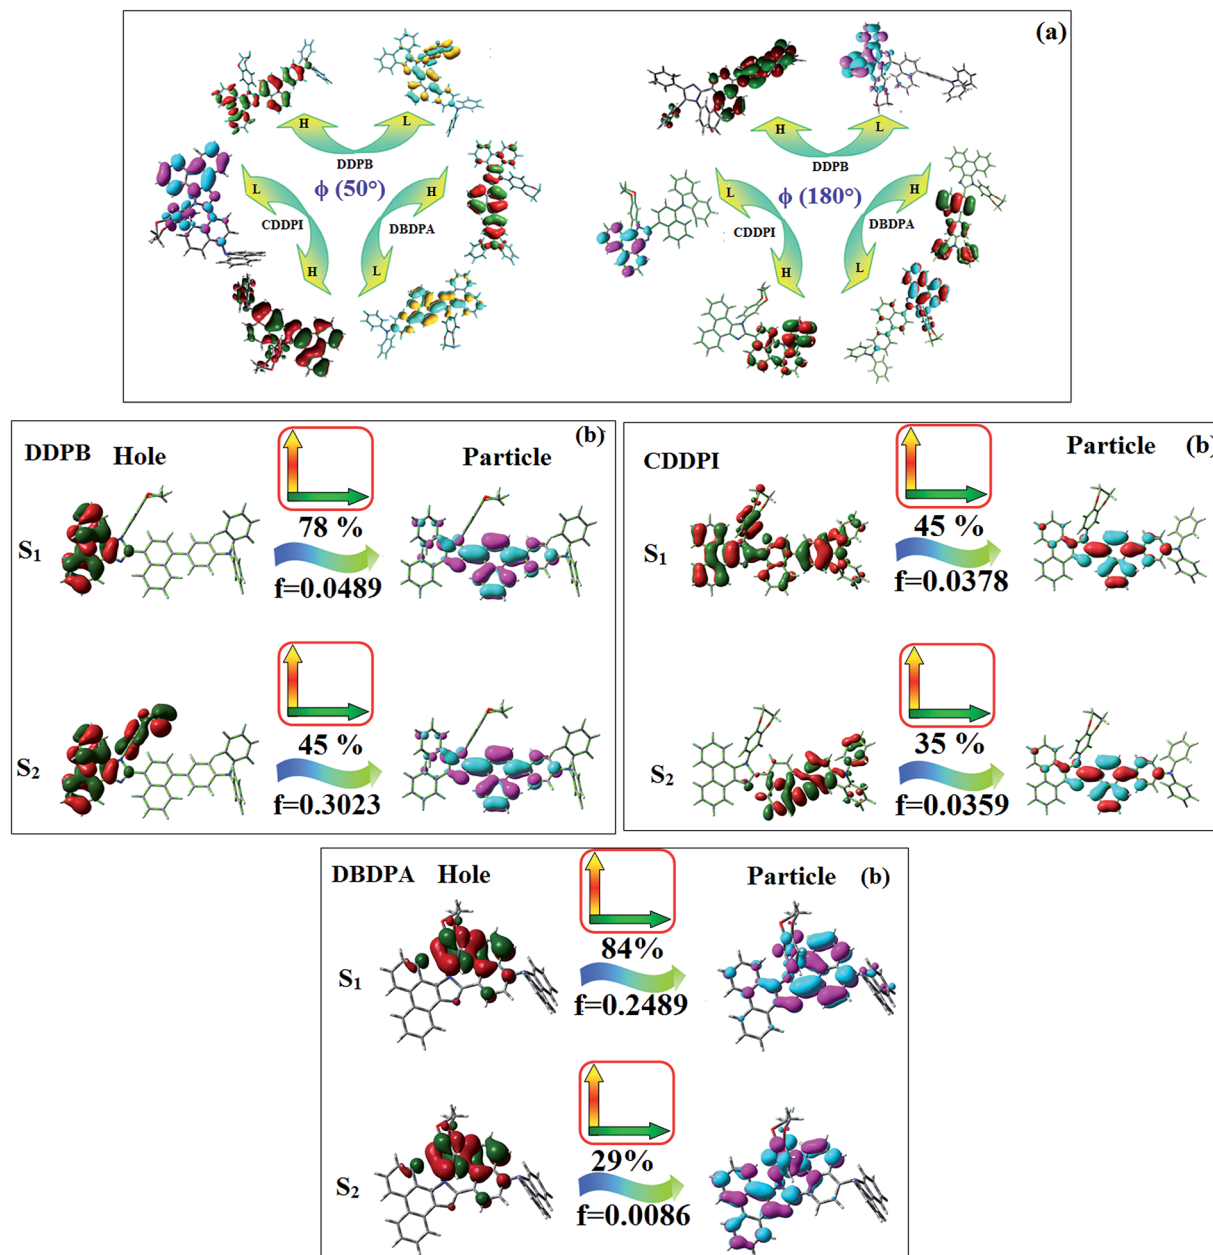 (a)
H
L
DDPB
ϕ (50°)
L
H
CDDPI
DBDPA
H
L
H
L
DDPB
ϕ (180°)
L
H
CDDPI
DBDPA
H
L
(b)
DDPB
Hole
Particle
78 %
S1
f=0.0489
45 %
S2
f=0.3023
(b)
CDDPI
Particle
45 %
S1
f=0.0378
35 %
S2
f=0.0359
DBDPA
Hole
Particle
(b)
84%
S1
f=0.2489
29%
S2
f=0.0086